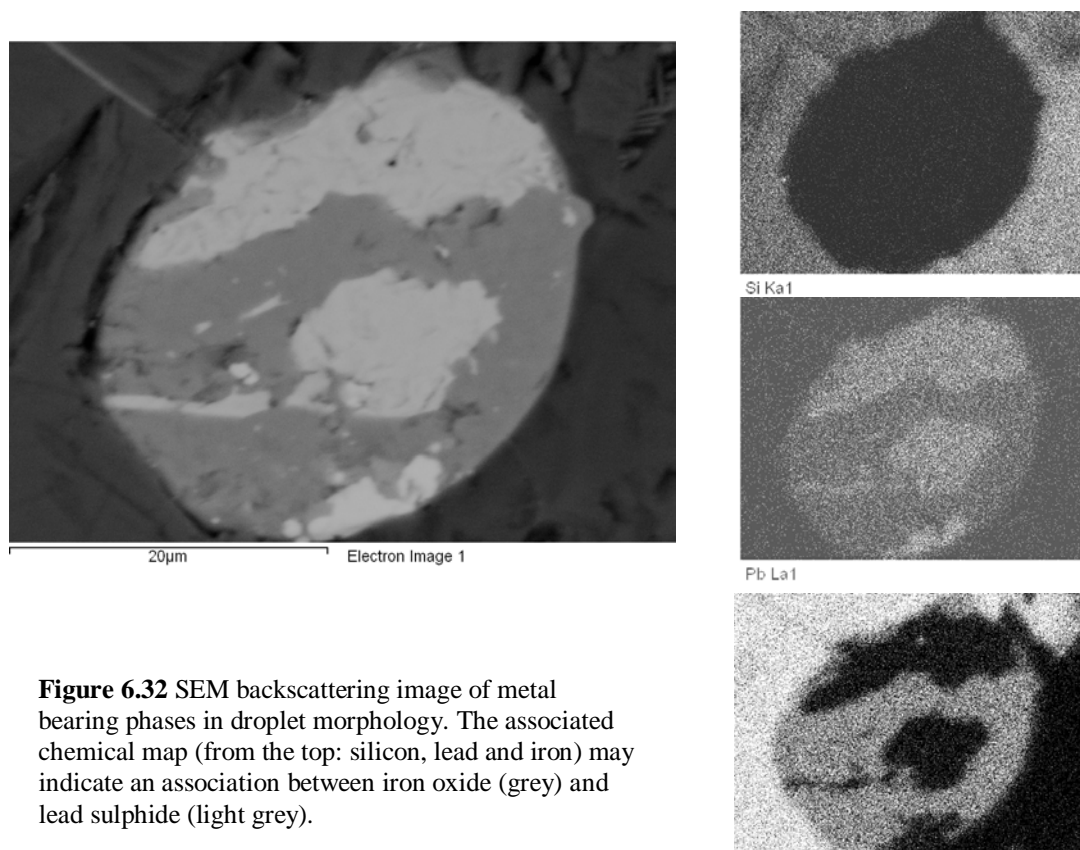 Si Ka1
20µm
Electron Image 1
Pb La1
Figure 6.32 SEM backscattering image of metal
bearing phases in droplet morphology. The associated
chemical map (from the top: silicon, lead and iron) may
indicate an association between iron oxide (grey) and
lead sulphide (light grey).